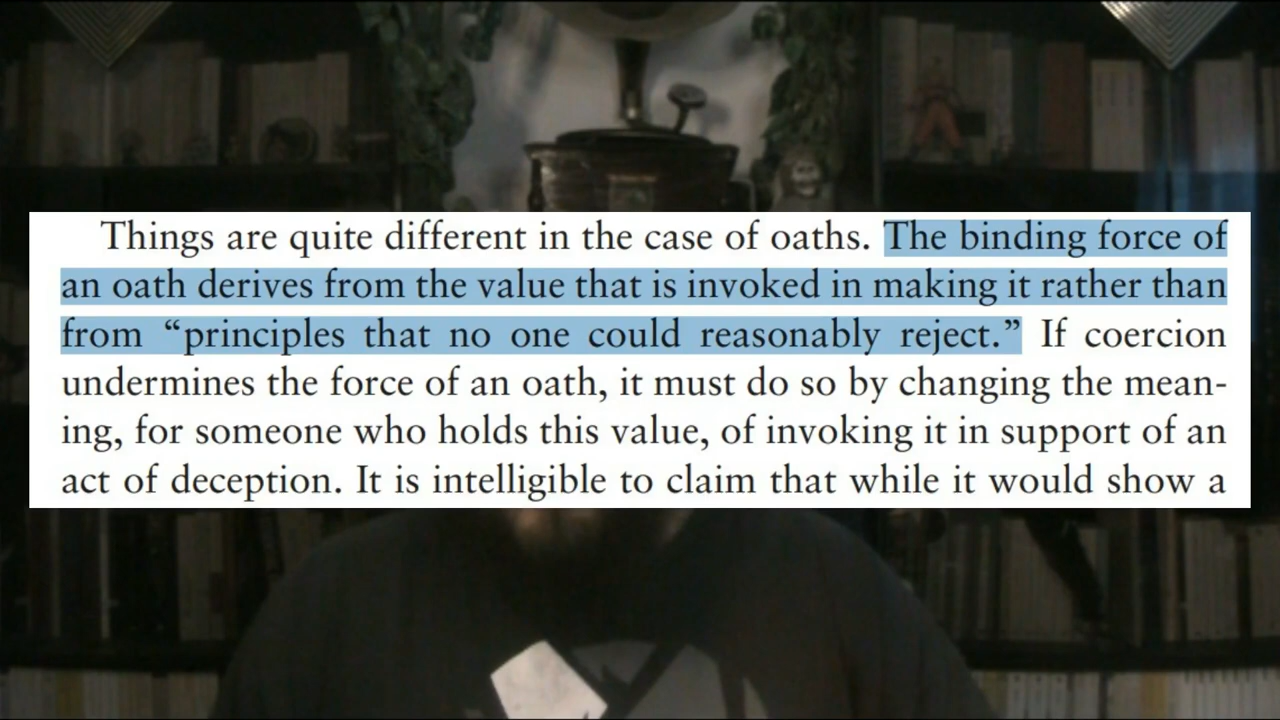 Things are quite different in the case of oaths. The binding force of
an oath derives from the value that is invoked in making it rather than
from “principles that no one could reasonably reject.” If coercion
undermines the force of an oath, it must do so by changing the mean-
ing, for someone who holds this value, of invoking it in support of an
act of deception. It is intelligible to claim that while it would show a